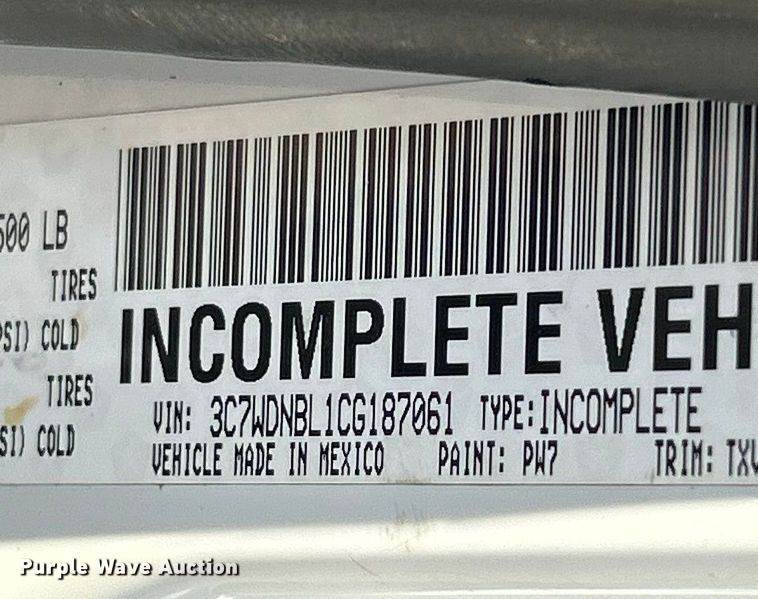 500 LB
TIRES
PSI) COLD
TIRES
SI) COLD
INCOMPLETE VEH
VIN: 3C7WDNBL1CG187061 TYPE: INCOMPLETE
VEHICLE MADE IN MEXICO PAINT: PW7 TRIM: TXV
Purple Wave Auction